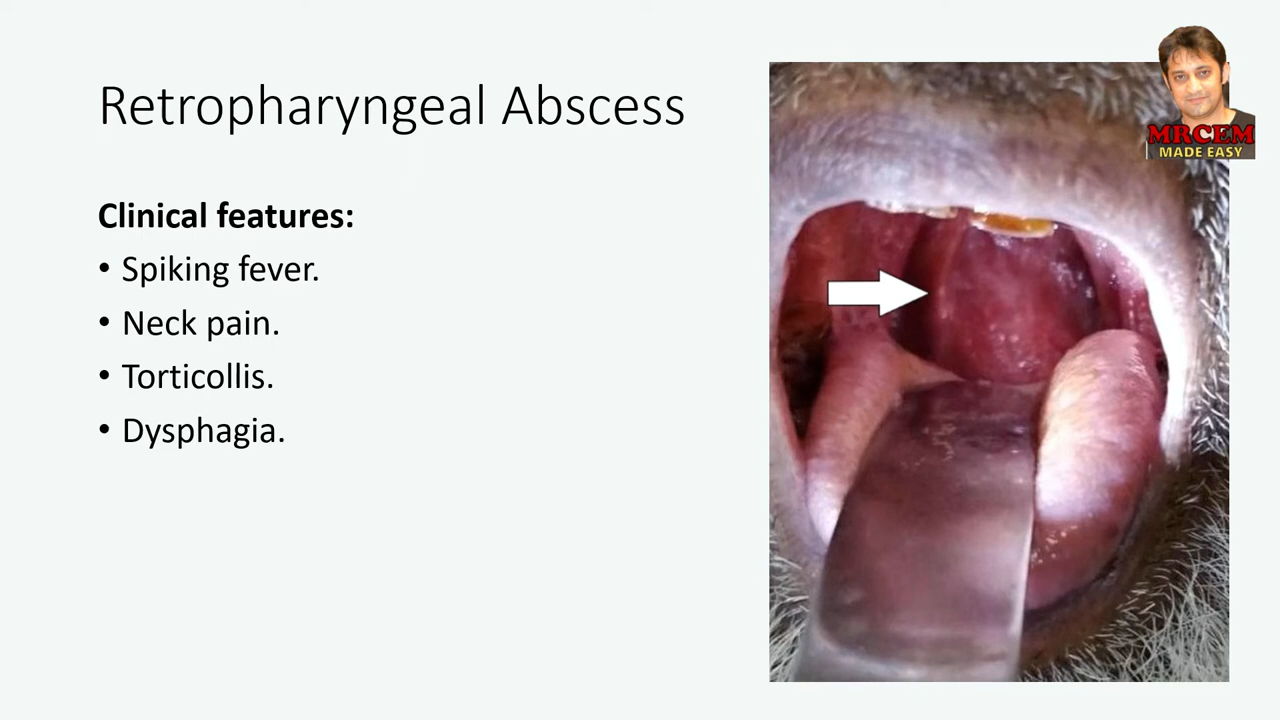 Retropharyngeal Abscess
MRCEM
MADE EASY
Clinical features:
• Spiking fever.
• Neck pain.
• Torticollis.
• Dysphagia.